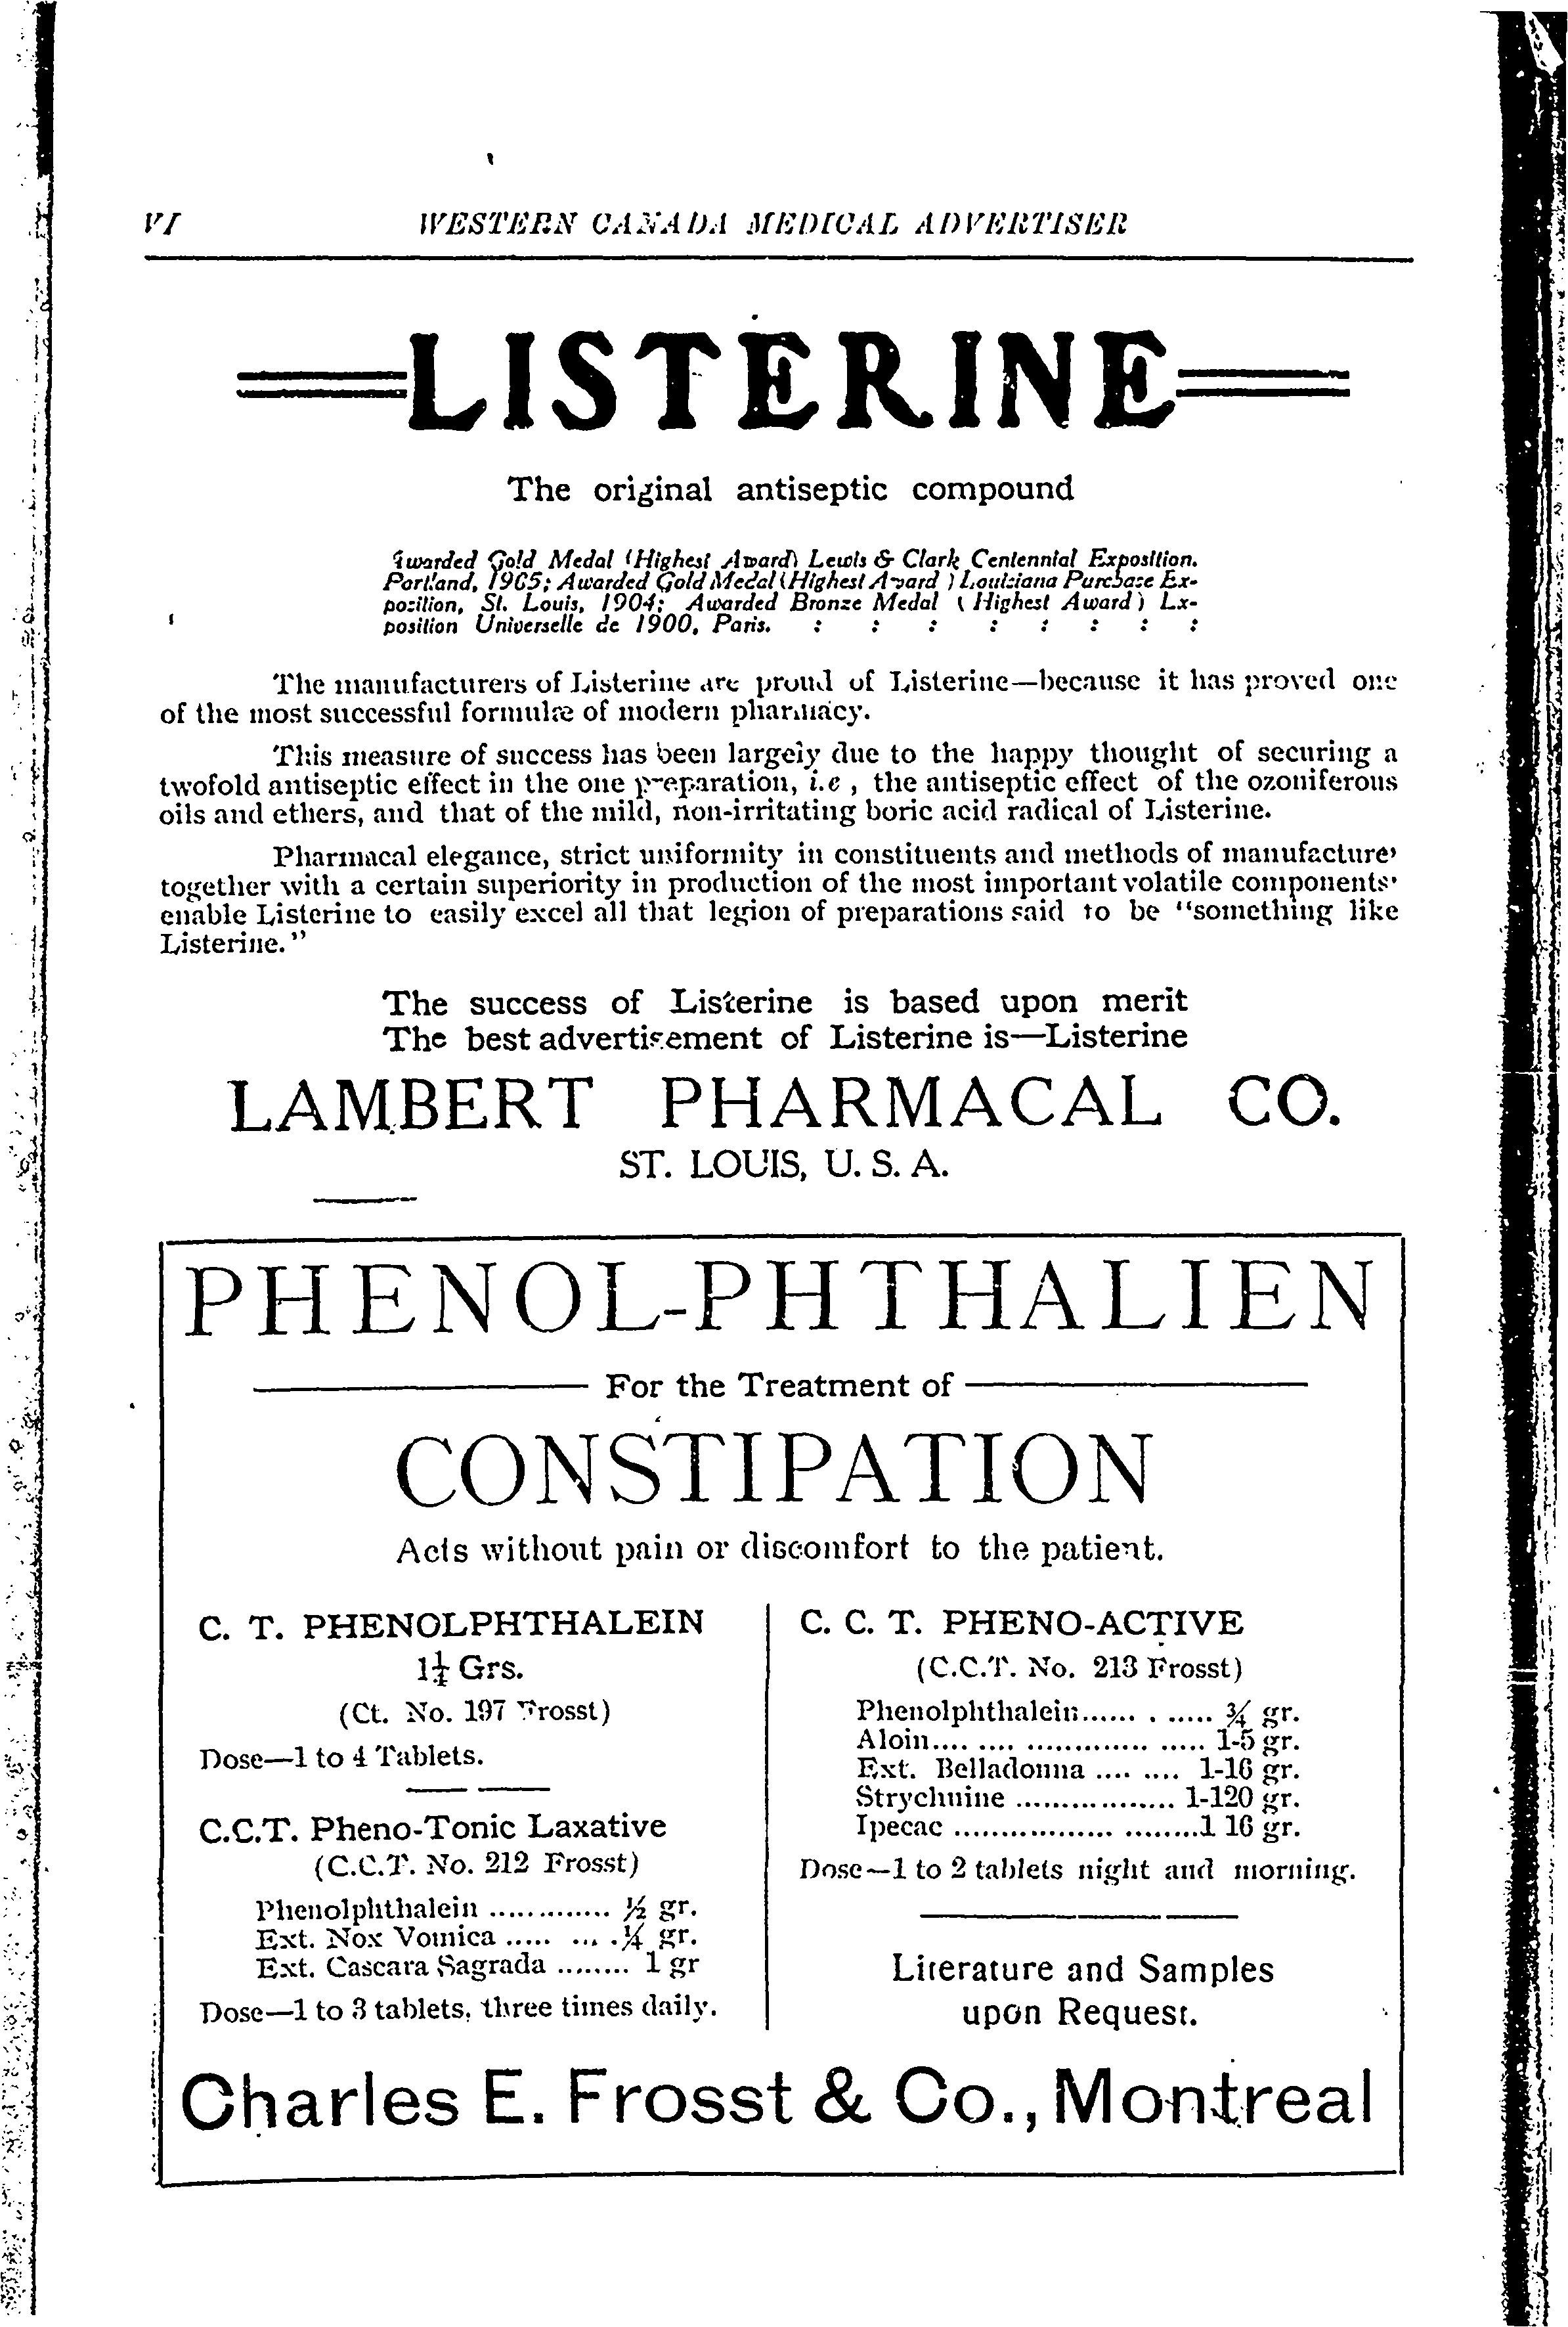 VI WESTERN CANADA MEDICAL ADVERTISER
LISTERINE
The original antiseptic compound
Awarded Gold Medal (Highest Award) Lewis & Clark Centennial Exposition.
Portland, 1905; Awarded Gold Medal (Highest Award) Louisiana Purchase Ex-
position, St. Louis, 1904; Awarded Bronze Medal (Highest Award) Ex-
position Universelle de 1900, Paris. : : : : : : : :
The manufacturers of Listerine are proud of Listerine—because it has proved one
of the most successful formulæ of modern pharmacy.
This measure of success has been largely due to the happy thought of securing a
twofold antiseptic effect in the one preparation, i.e , the antiseptic effect of the ozoniferous
oils and ethers, and that of the mild, non-irritating boric acid radical of Listerine.
Pharmacal elegance, strict uniformity in constituents and methods of manufacture,
together with a certain superiority in production of the most important volatile components,
enable Listerine to easily excel all that legion of preparations said to be "something like
Listerine."
The success of Listerine is based upon merit
The best advertisement of Listerine is—Listerine
LAMBERT PHARMACAL CO.
ST. LOUIS, U. S. A.
PHENOL-PHTHALIEN
For the Treatment of
CONSTIPATION
Acts without pain or discomfort to the patient.
C. T. PHENOLPHTHALEIN
1¼ Grs.
(Ct. No. 197 Frosst)
Dose—1 to 4 Tablets.
C.C.T. Pheno-Tonic Laxative
(C.C.T. No. 212 Frosst)
Phenolphthalein ............. ½ gr.
Ext. Nox Vomica ..... ... .¼ gr.
Ext. Cascara Sagrada ........ 1 gr
Dose—1 to 3 tablets, three times daily.
C. C. T. PHENO-ACTIVE
(C.C.T. No. 213 Frosst)
Phenolphthalein...... . ..... ¾ gr.
Aloin.... .... ............. ..... 1-5 gr.
Ext. Belladonna .... .... 1-16 gr.
Strychnine ................. 1-120 gr.
Ipecac ................. .........1 16 gr.
Dose—1 to 2 tablets night and morning.
Literature and Samples
upon Request.
Charles E. Frosst & Co., Montreal